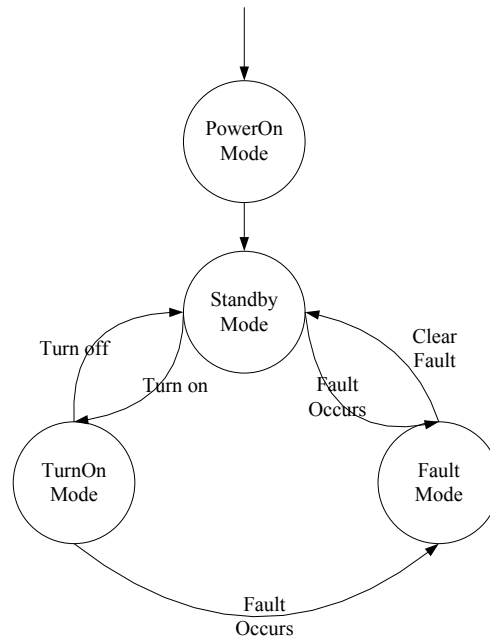 PowerOn
Mode
Standby
Mode
Turn off
Turn on
Clear
Fault
Fault
Occurs
TurnOn
Mode
Fault
Mode
Fault
Occurs